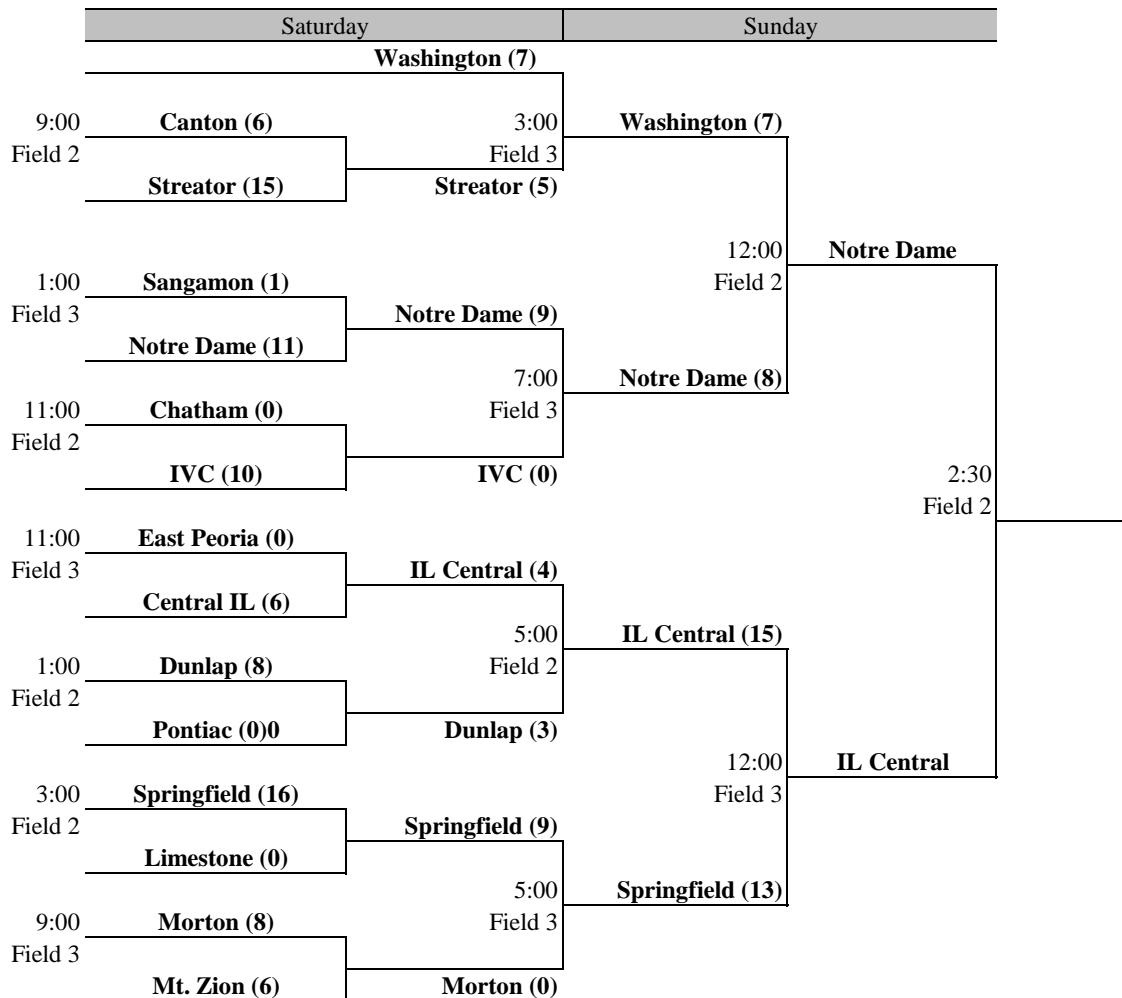 Saturday Sunday
Washington (7)
9:00 Canton (6) 3:00 Washington (7)
Field 2 Field 3
Streator (15) Streator (5)
12:00 Notre Dame
1:00 Sangamon (1) Field 2
Field 3 Notre Dame (9)
Notre Dame (11)
7:00 Notre Dame (8)
11:00 Chatham (0) Field 3
Field 2
IVC (10) IVC (0) 2:30
Field 2
11:00 East Peoria (0)
Field 3 IL Central (4)
Central IL (6)
5:00 IL Central (15)
1:00 Dunlap (8) Field 2
Field 2
Pontiac (0)0 Dunlap (3)
12:00 IL Central
3:00 Springfield (16) Field 3
Field 2 Springfield (9)
Limestone (0)
5:00 Springfield (13)
9:00 Morton (8) Field 3
Field 3
Mt. Zion (6) Morton (0)